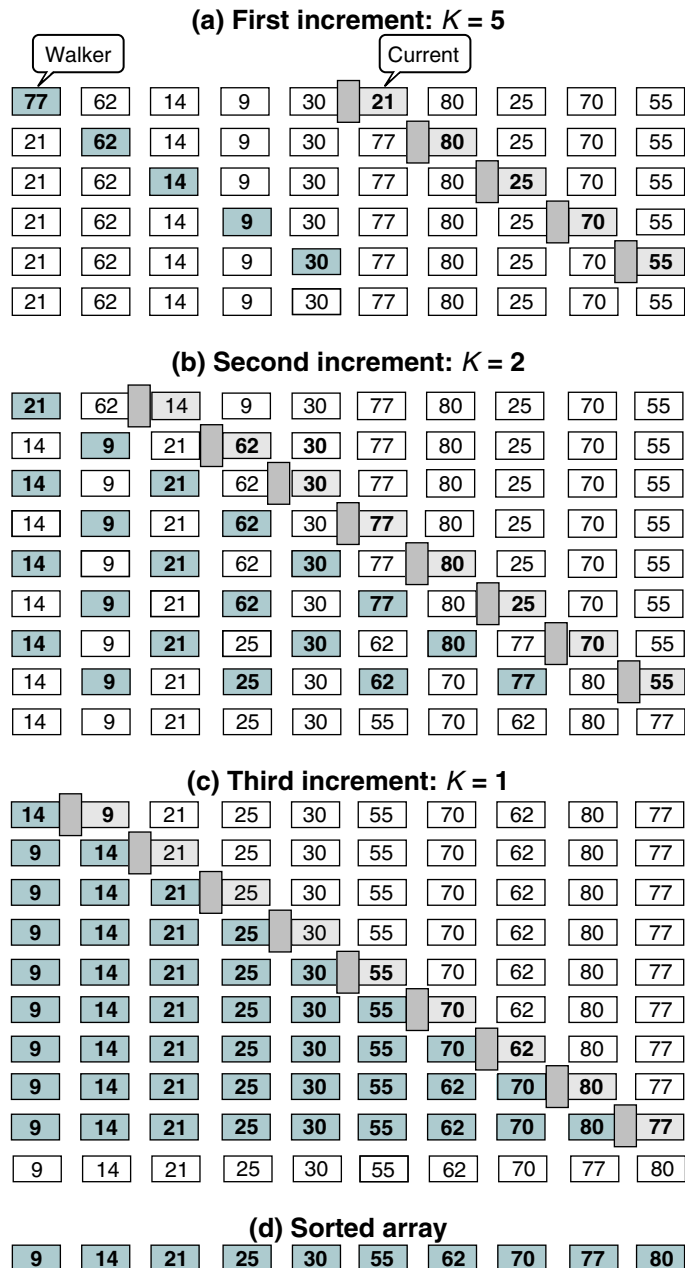 (a) First increment: K = 5
Walker Current
77 62 14 9 30 21 80 25 70 55
21 62 14 9 30 77 80 25 70 55
21 62 14 9 30 77 80 25 70 55
21 62 14 9 30 77 80 25 70 55
21 62 14 9 30 77 80 25 70 55
21 62 14 9 30 77 80 25 70 55
(b) Second increment: K = 2
21 62 14 9 30 77 80 25 70 55
14 9 21 62 30 77 80 25 70 55
14 9 21 62 30 77 80 25 70 55
14 9 21 62 30 77 80 25 70 55
14 9 21 62 30 77 80 25 70 55
14 9 21 62 30 77 80 25 70 55
14 9 21 25 30 62 80 77 70 55
14 9 21 25 30 62 70 77 80 55
14 9 21 25 30 55 70 62 80 77
(c) Third increment: K = 1
14 9 21 25 30 55 70 62 80 77
9 14 21 25 30 55 70 62 80 77
9 14 21 25 30 55 70 62 80 77
9 14 21 25 30 55 70 62 80 77
9 14 21 25 30 55 70 62 80 77
9 14 21 25 30 55 70 62 80 77
9 14 21 25 30 55 70 62 80 77
9 14 21 25 30 55 62 70 80 77
9 14 21 25 30 55 62 70 80 77
9 14 21 25 30 55 62 70 77 80
(d) Sorted array
9 14 21 25 30 55 62 70 77 80